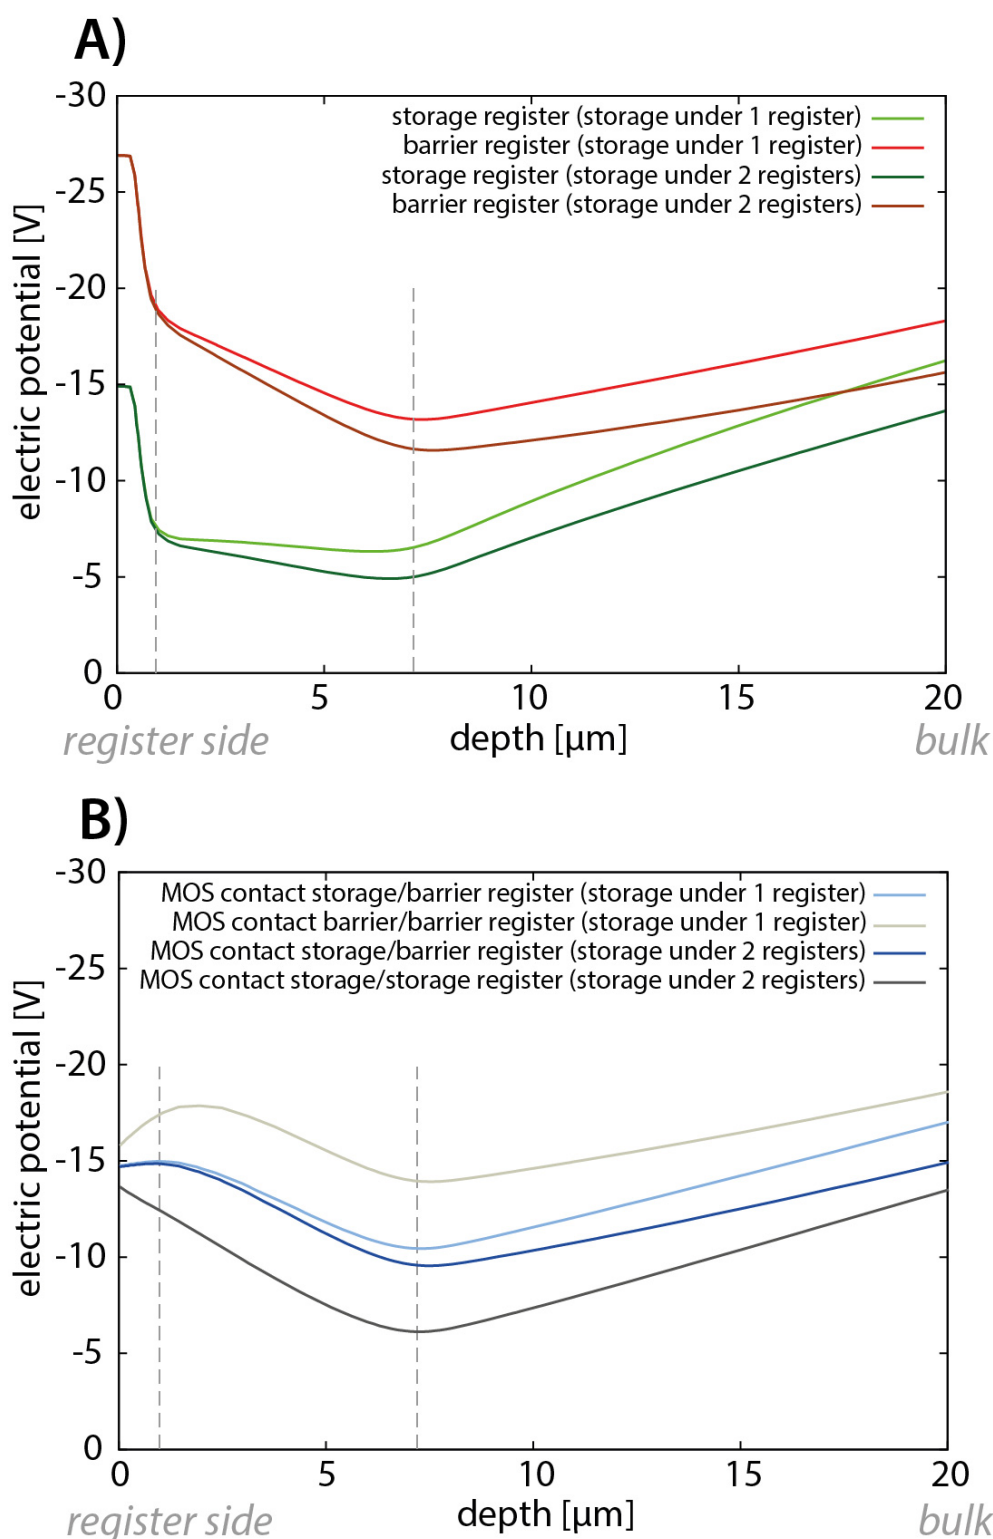 A)
electric potential [V]
-30
-25
-20
-15
-10
-5
0
storage register (storage under 1 register)
barrier register (storage under 1 register)
storage register (storage under 2 registers)
barrier register (storage under 2 registers)
0 5 10 15 20
register side depth [μm] bulk
B)
electric potential [V]
-30
-25
-20
-15
-10
-5
0
MOS contact storage/barrier register (storage under 1 register)
MOS contact barrier/barrier register (storage under 1 register)
MOS contact storage/barrier register (storage under 2 registers)
MOS contact storage/storage register (storage under 2 registers)
0 5 10 15 20
register side depth [μm] bulk